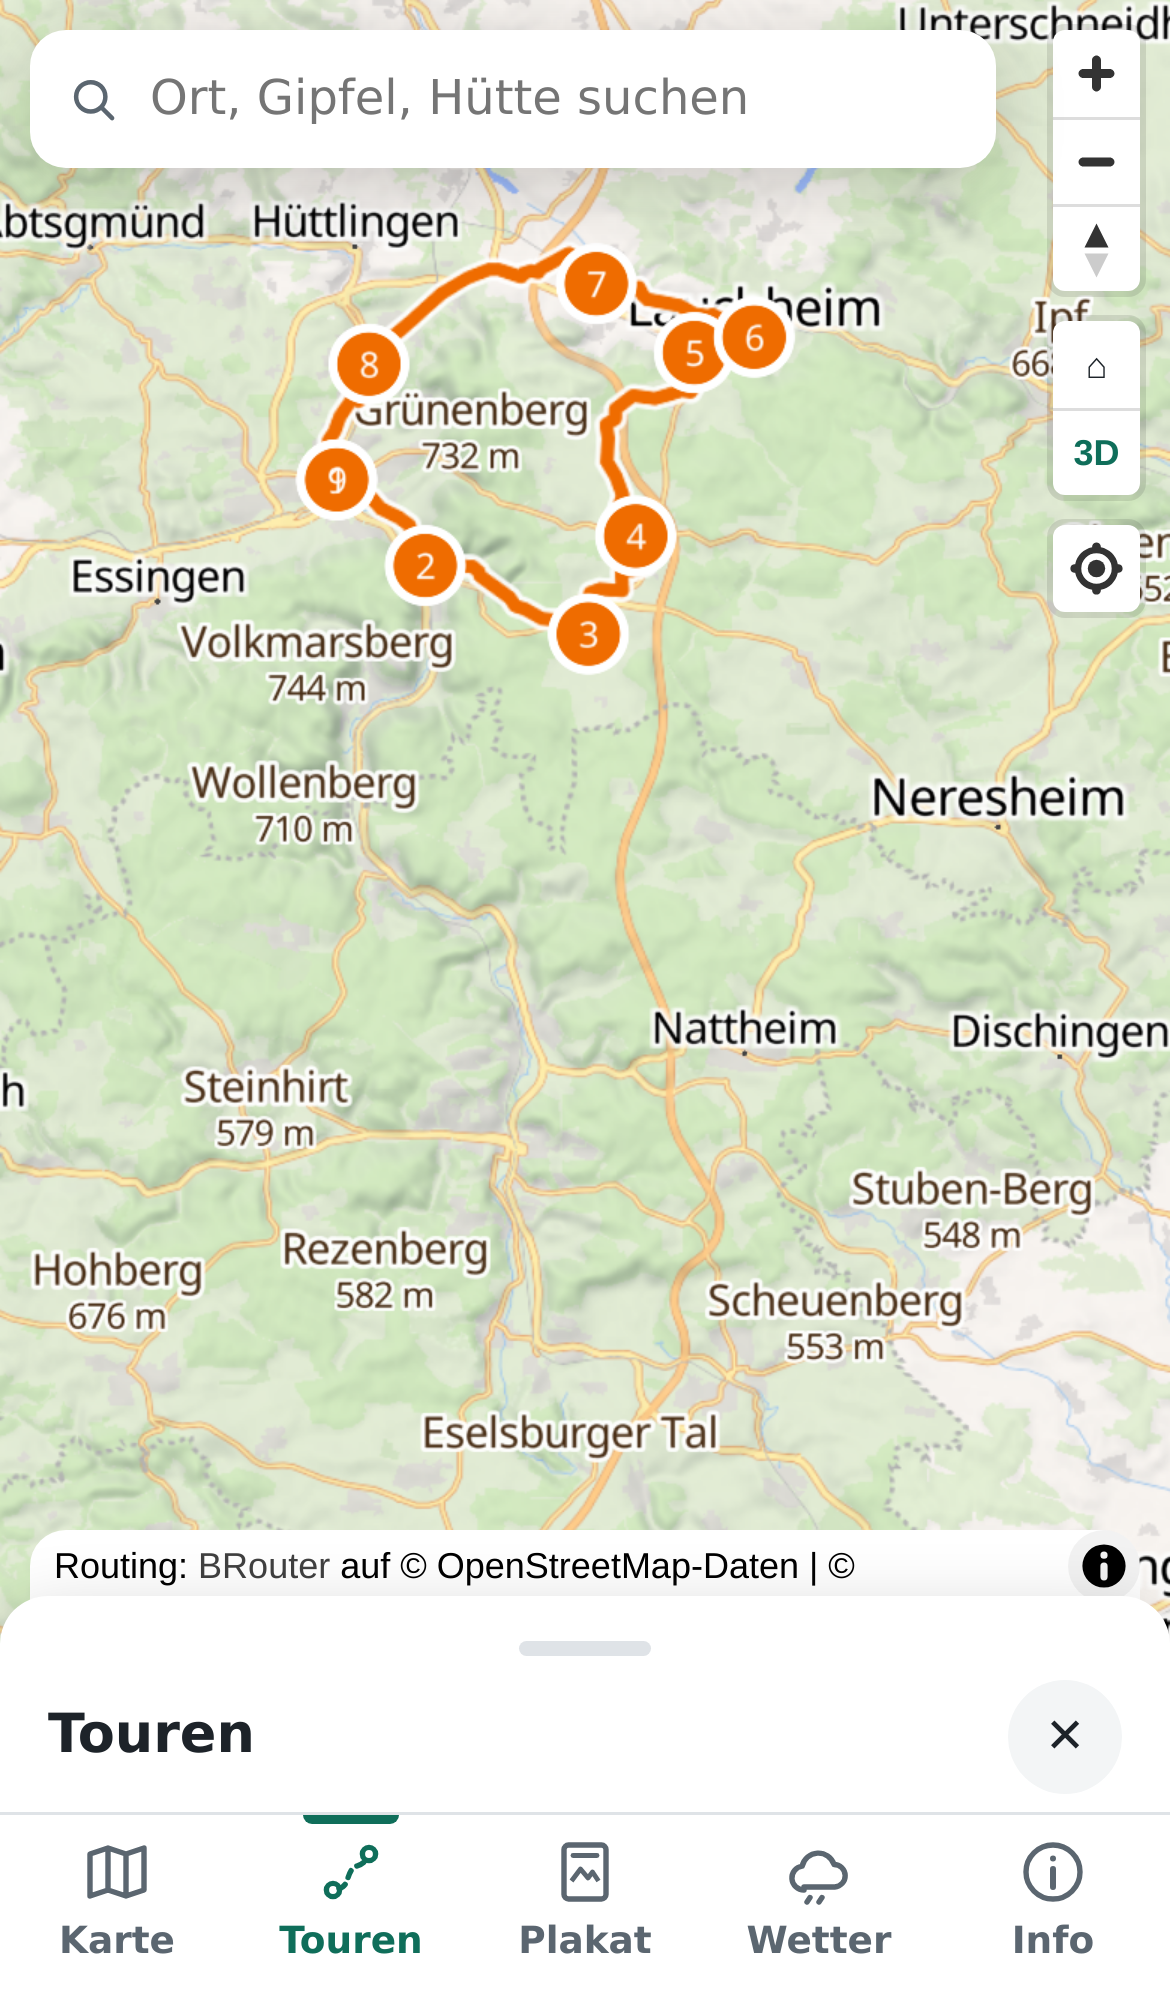 Ort, Gipfel, Hütte suchen
Hüttlingen
7
6
5
8
Grünenberg
732 m
3D
9
4
2
Essingen
3
Volkmarsberg
744 m
Wollenberg
710 m
Neresheim
Nattheim
Dischingen
Steinhirt
579 m
Stuben-Berg
548 m
Rezenberg
582 m
Hohberg
676 m
Scheuenberg
553 m
Eselsburger Tal
Routing: BRouter auf © OpenStreetMap-Daten | ©
Touren
Karte
Touren
Plakat
Wetter
Info